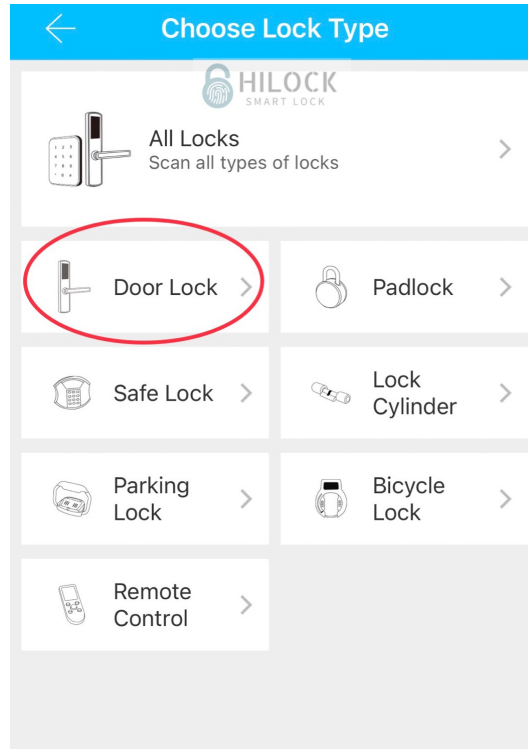 Choose Lock Type
HILOCK
SMART LOCK
All Locks
Scan all types of locks
Door Lock
Padlock
Safe Lock
Lock
Cylinder
Parking
Lock
Bicycle
Lock
Remote
Control